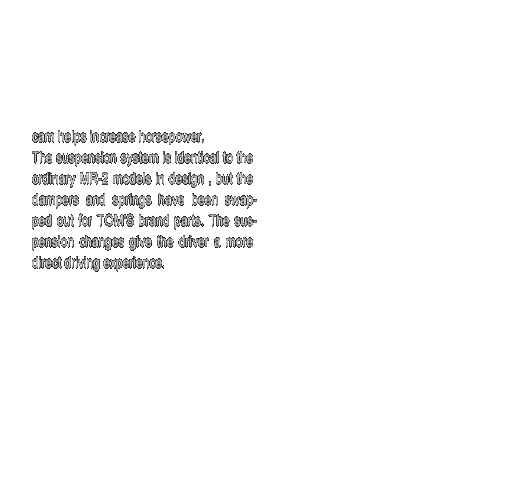 cam helps increase horsepower.
The suspension system is identical to the
ordinary MR-2 models in design , but the
dampers and springs have been swap-
ped out for TOM'S brand parts. The sus-
pension changes give the driver a more
direct driving experience.